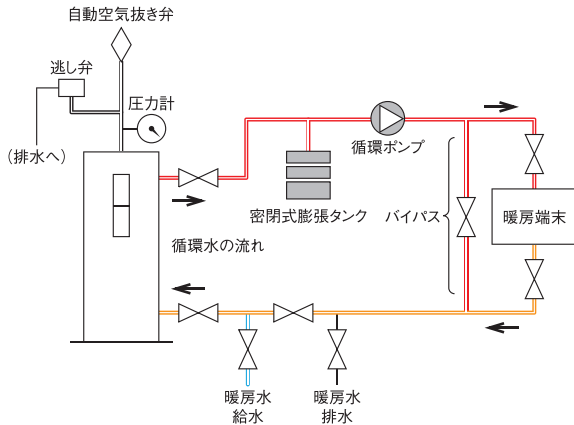 自動空気抜き弁
逃し弁
圧力計
(排水へ)
循環ポンプ
密閉式膨張タンク
バイパス
暖房端末
循環水の流れ
暖房水
給水
暖房水
排水